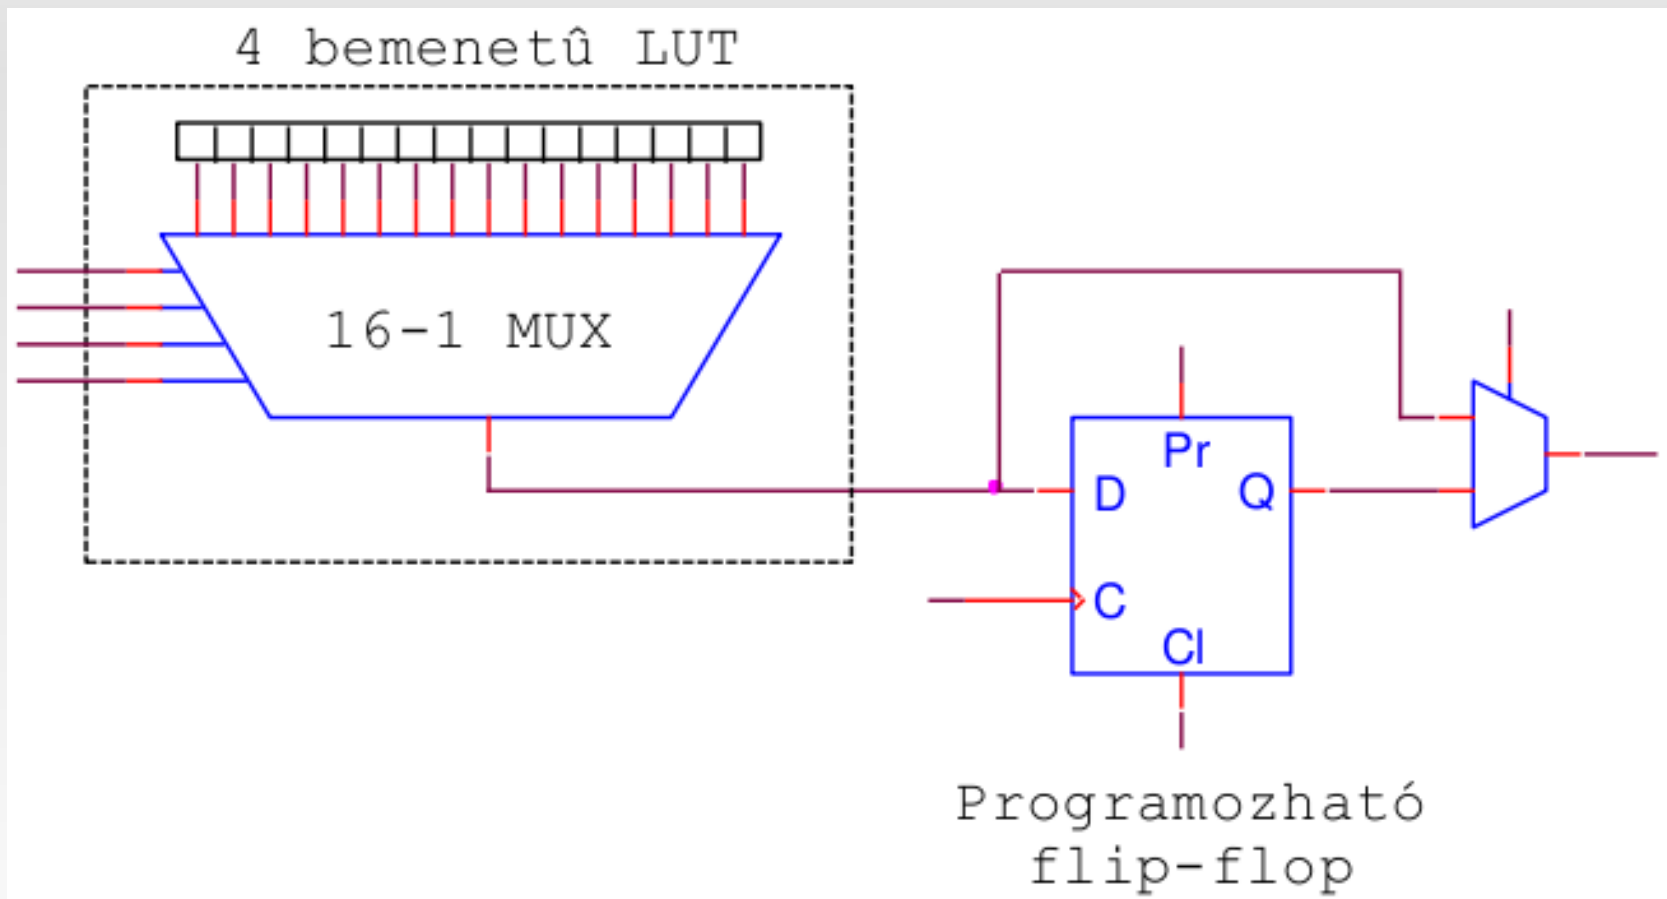 4 bemenetû LUT
16-1 MUX
Pr
D
Q
C
Cl
Programozható
flip-flop